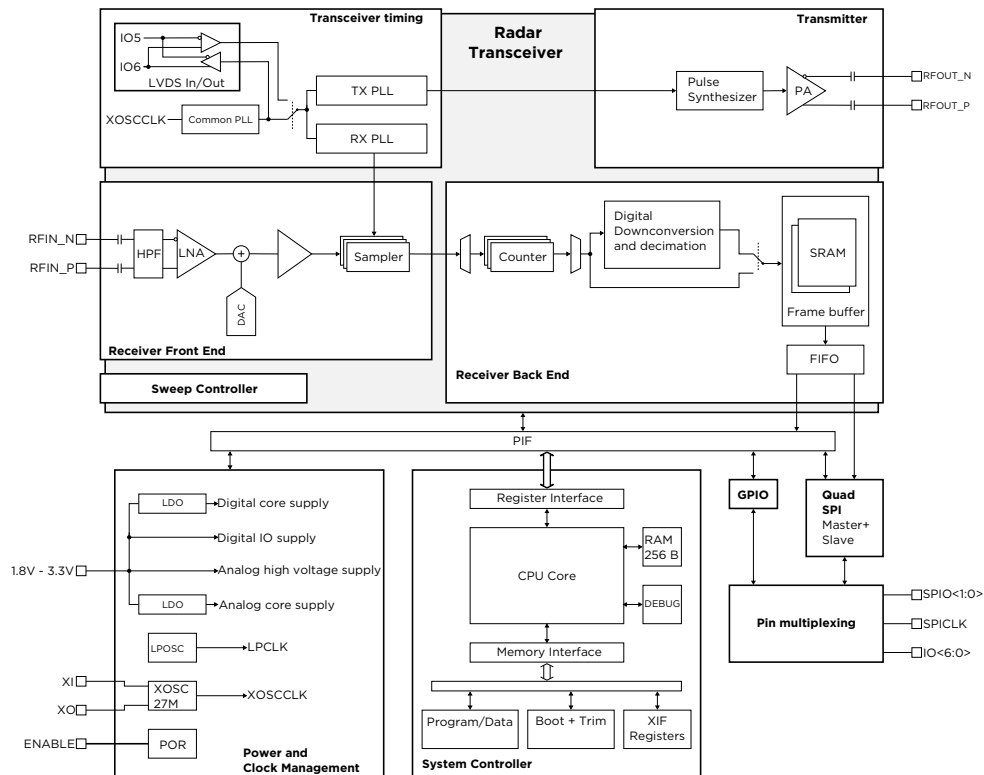 Transceiver timing
Radar
Transceiver
Transmitter
IO5
IO6
LVDS In/Out
XOSCCLK
Common PLL
TX PLL
RX PLL
Pulse
Synthesizer
PA
RFOUT_N
RFOUT_P
RFIN_N
RFIN_P
HPF
LNA
+
DAC
Sampler
Receiver Front End
Sweep Controller
Counter
Digital
Downconversion
and decimation
SRAM
Frame buffer
FIFO
Receiver Back End
PIF
LDO
Digital core supply
Digital IO supply
1.8V - 3.3V
Analog high voltage supply
LDO
Analog core supply
LPOSC
LPCLK
XI
XO
XOSC
27M
XOSCCLK
ENABLE
POR
Power and
Clock Management
Register Interface
CPU Core
RAM
256 B
DEBUG
Memory Interface
Program/Data
Boot + Trim
XIF
Registers
System Controller
GPIO
Quad
SPI
Master+
Slave
Pin multiplexing
SPIO<1:0>
SPICLK
IO<6:0>